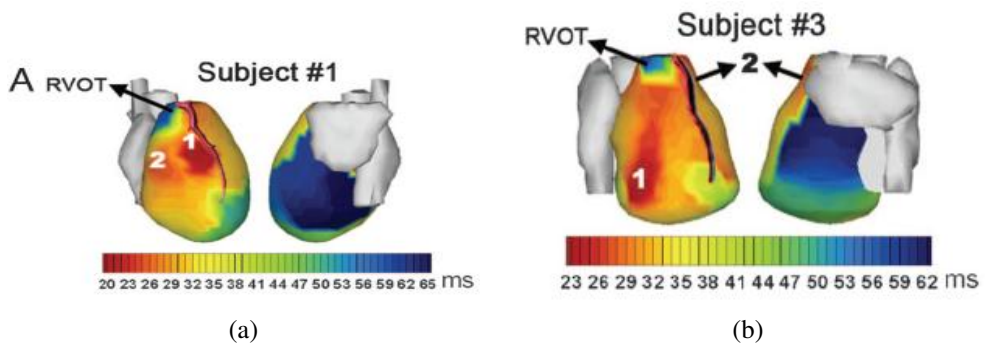 A
RVOT
Subject #1
1
2
20 23 26 29 32 35 38 41 44 47 50 53 56 59 62 65 ms
(a)
RVOT
Subject #3
2
1
23 26 29 32 35 38 41 44 47 50 53 56 59 62 ms
(b)